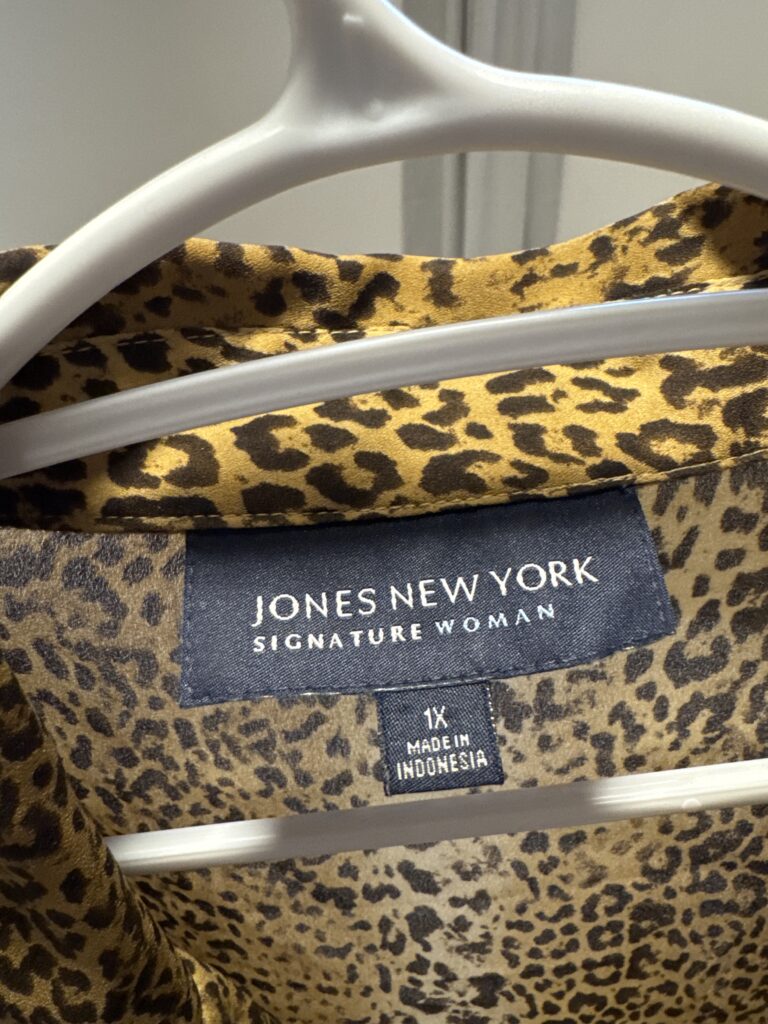 JONES NEW YORK
SIGNATURE WOMAN
1X
MADE IN
INDONESIA